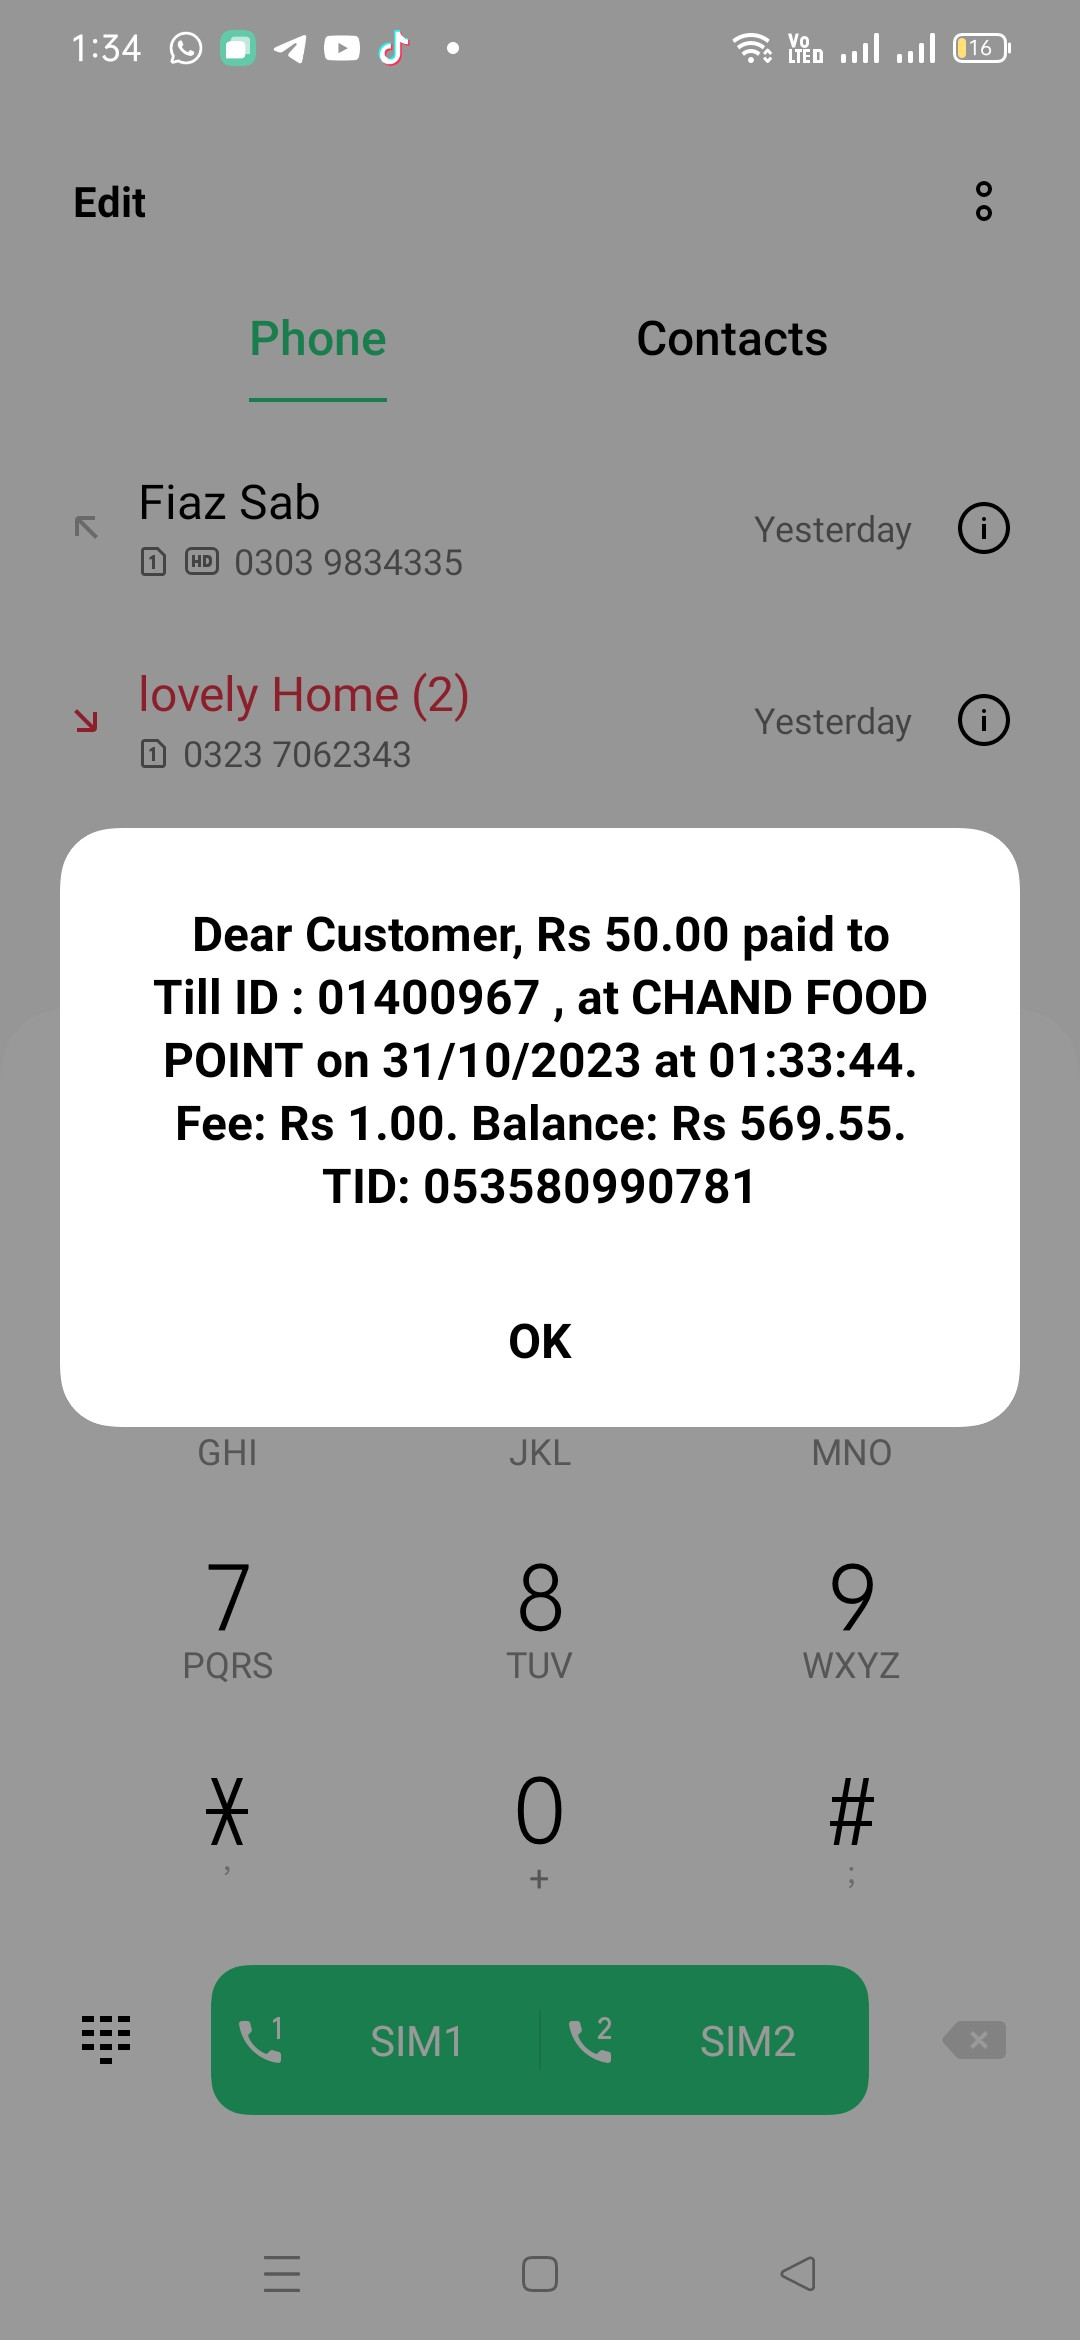 1:34
Vo
LTE
16
Edit
Phone
Contacts
Fiaz Sab
1 HD 0303 9834335
Yesterday
i
lovely Home (2)
1 0323 7062343
Yesterday
i
Dear Customer, Rs 50.00 paid to
Till ID : 01400967 , at CHAND FOOD
POINT on 31/10/2023 at 01:33:44.
Fee: Rs 1.00. Balance: Rs 569.55.
TID: 053580990781
OK
GHI JKL MNO
7 8 9
PQRS TUV WXYZ
* 0 #
, + ;
1 SIM1 2 SIM2